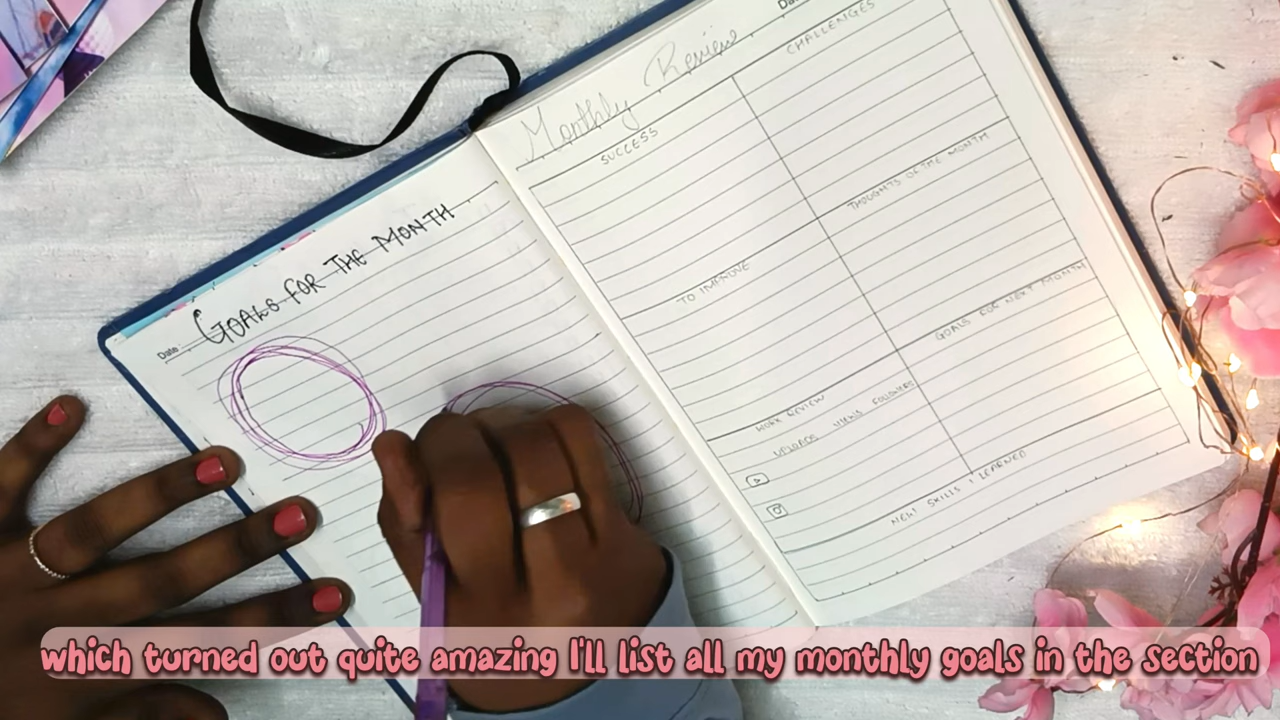 Date:
GOALS FOR THE MONTH
Monthly Review
SUCCESS
CHALLENGES
TO IMPROVE
THOUGHTS OF THE MONTH
WORK REVIEW
UPLOADS VIEWS FOLLOWERS
GOALS FOR NEXT MONTH
NEW SKILLS I LEARNED
which turned out quite amazing I'll list all my monthly goals in the section